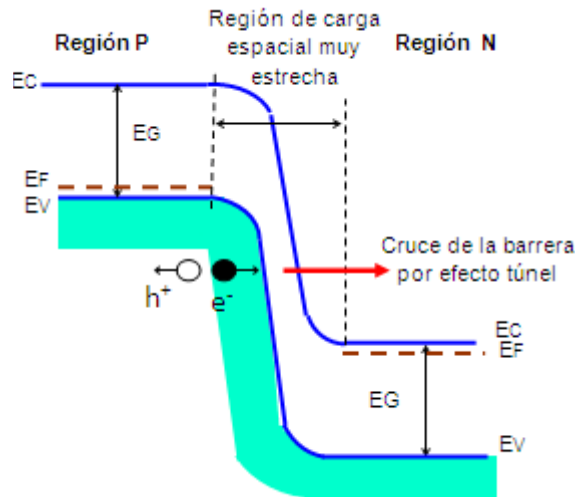 Región P
Región de carga
espacial muy
estrecha
Región N
EC
EG
EF
EV
h+
e-
Cruce de la barrera
por efecto túnel
EC
EF
EG
EV